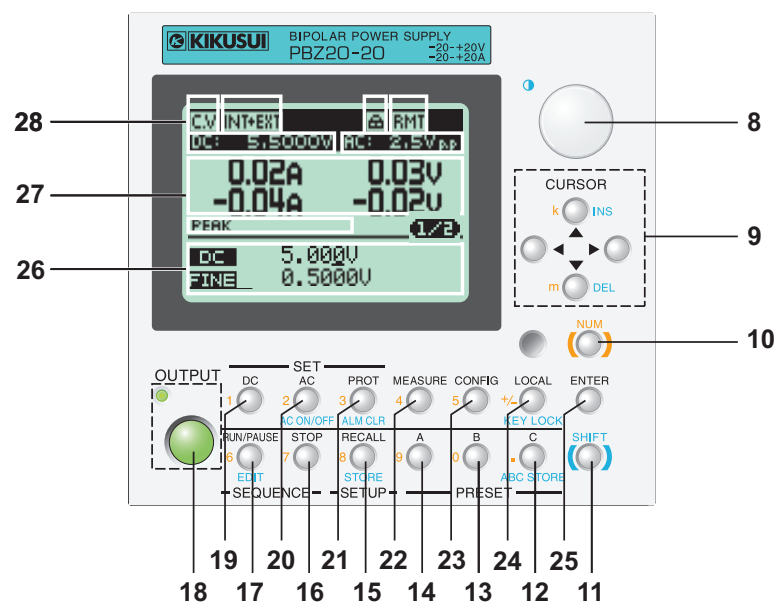 KIKUSUI
BIPOLAR POWER SUPPLY
PBZ20-20
-20-+20V
-20-+20A
28
C.V INT+EXT RMT
DC: 5.5000V AC: 2.5Vpp
27
0.02A 0.03V
-0.04A -0.02V
PEAK 1/2
26
DC 5.000V
FINE 0.5000V
8
CURSOR
k INS
9
m DEL
NUM
10
OUTPUT
SET
DC AC PROT MEASURE CONFIG LOCAL ENTER
1 2 3 4 5 +/-
AC ON/OFF ALM CLR KEY LOCK
RUN/PAUSE STOP RECALL A B C SHIFT
6 7 8 9 0 .
EDIT STORE ABC STORE
SEQUENCE SETUP PRESET
19 20 21 22 23 24 25
18 17 16 15 14 13 12 11